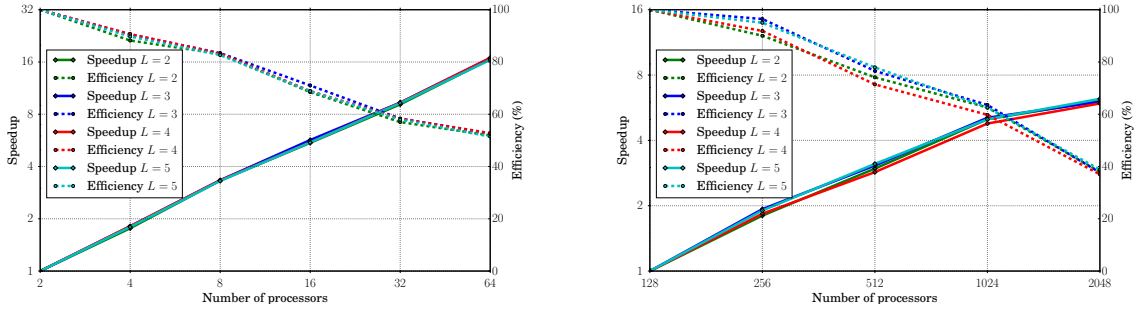 32
16
8
4
2
1
Speedup
100
80
60
40
20
0
Efficiency (%)
Speedup L = 2
Efficiency L = 2
Speedup L = 3
Efficiency L = 3
Speedup L = 4
Efficiency L = 4
Speedup L = 5
Efficiency L = 5
2 4 8 16 32 64
Number of processors
16
8
4
2
1
Speedup
100
80
60
40
20
0
Efficiency (%)
Speedup L = 2
Efficiency L = 2
Speedup L = 3
Efficiency L = 3
Speedup L = 4
Efficiency L = 4
Speedup L = 5
Efficiency L = 5
128 256 512 1024 2048
Number of processors